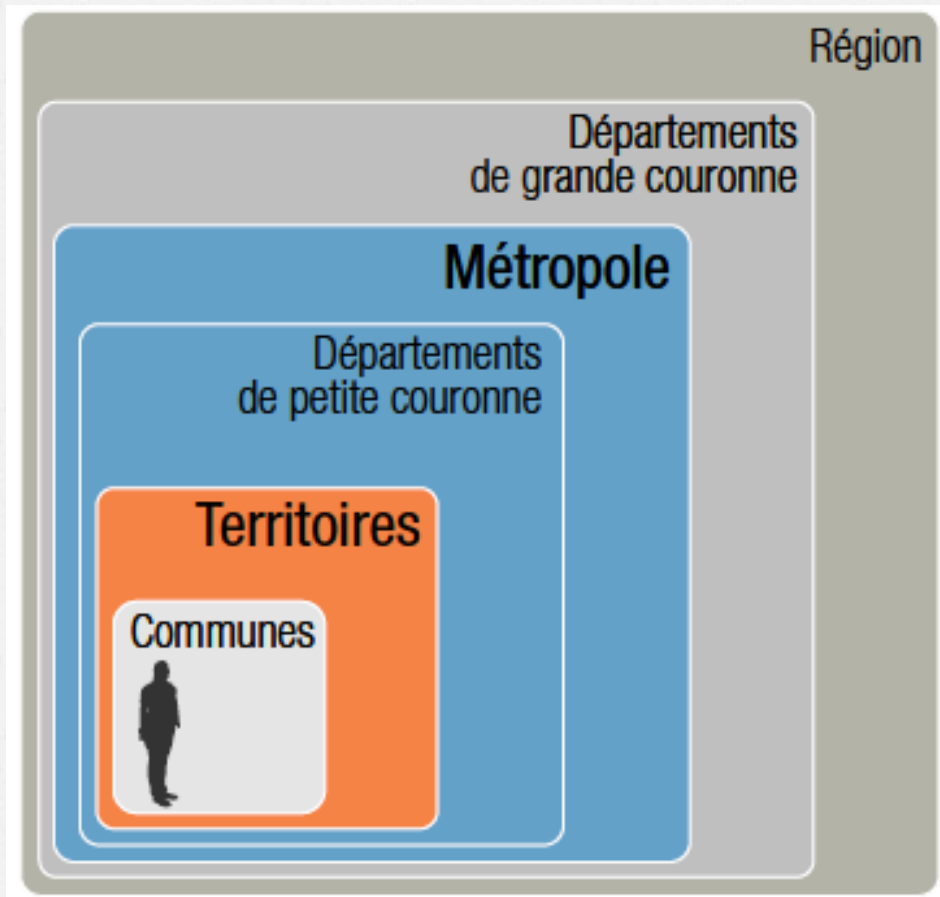 Région
Départements
de grande couronne
Métropole
Départements
de petite couronne
Territoires
Communes